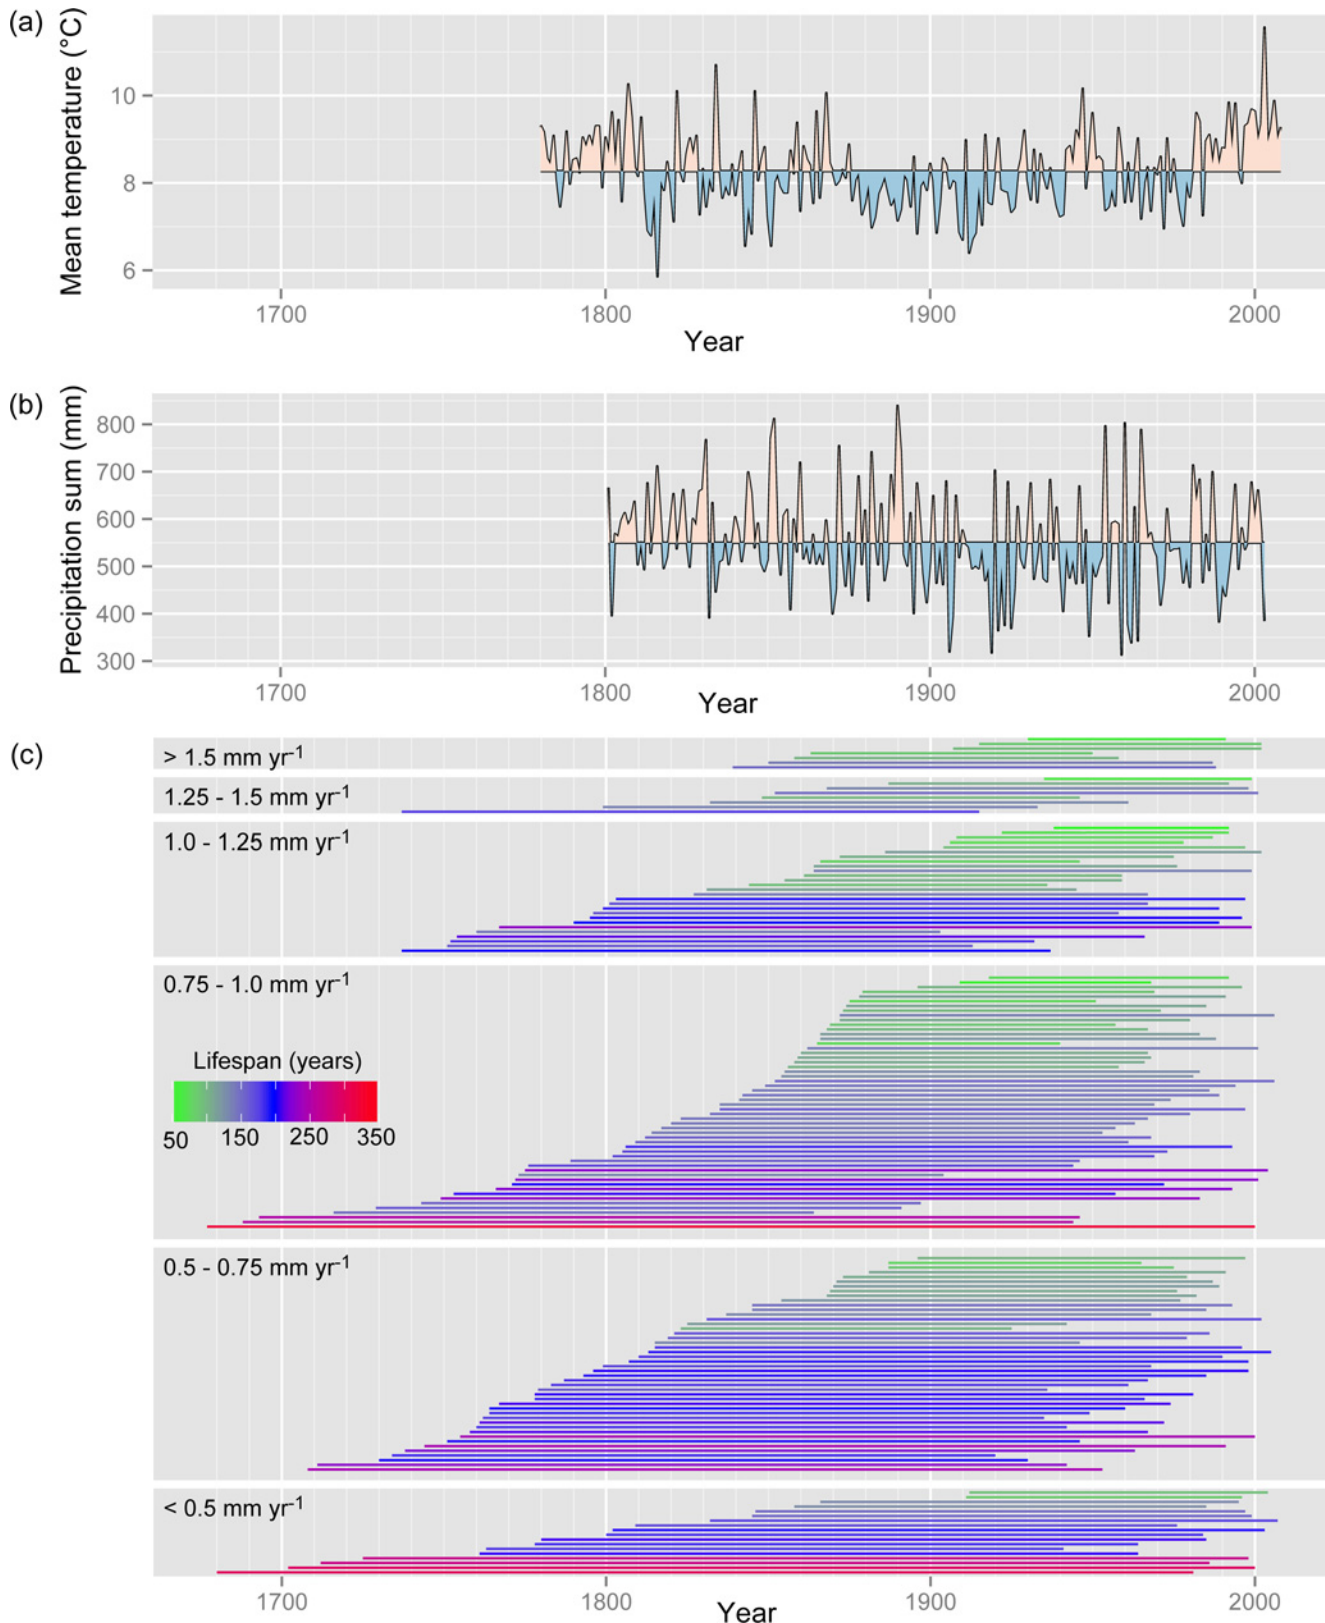 (a)
Mean temperature (°C)
10
8
6
1700 1800 1900 2000
Year
(b)
Precipitation sum (mm)
800
700
600
500
400
300
1700 1800 1900 2000
Year
(c)
> 1.5 mm yr-1
1.25 - 1.5 mm yr-1
1.0 - 1.25 mm yr-1
0.75 - 1.0 mm yr-1
Lifespan (years)
50 150 250 350
0.5 - 0.75 mm yr-1
< 0.5 mm yr-1
1700 1800 1900 2000
Year